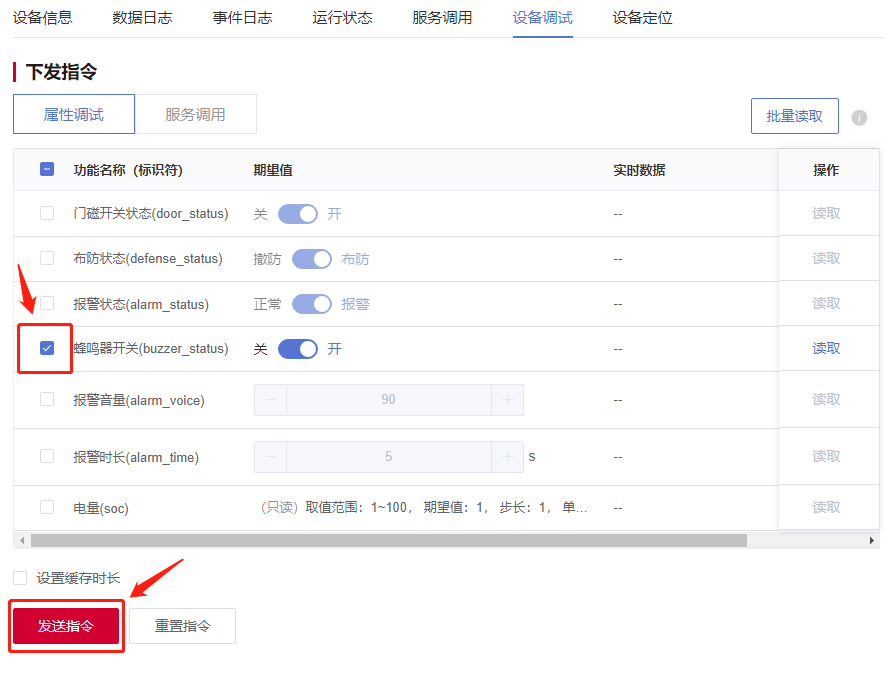 设备信息 数据日志 事件日志 运行状态 服务调用 设备调试 设备定位
下发指令
属性调试 服务调用 批量读取
功能名称（标识符) 期望值 实时数据 操作
门磁开关状态(door_status) 关 开 -- 读取
布防状态(defense_status) 撤防 布防 -- 读取
报警状态(alarm_status) 正常 报警 -- 读取
蜂鸣器开关(buzzer_status) 关 开 -- 读取
报警音量(alarm_voice) 90 -- 读取
报警时长(alarm_time) 5 s -- 读取
电量(soc) （只读）取值范围：1~100， 期望值：1， 步长：1， 单... -- 读取
设置缓存时长
发送指令 重置指令